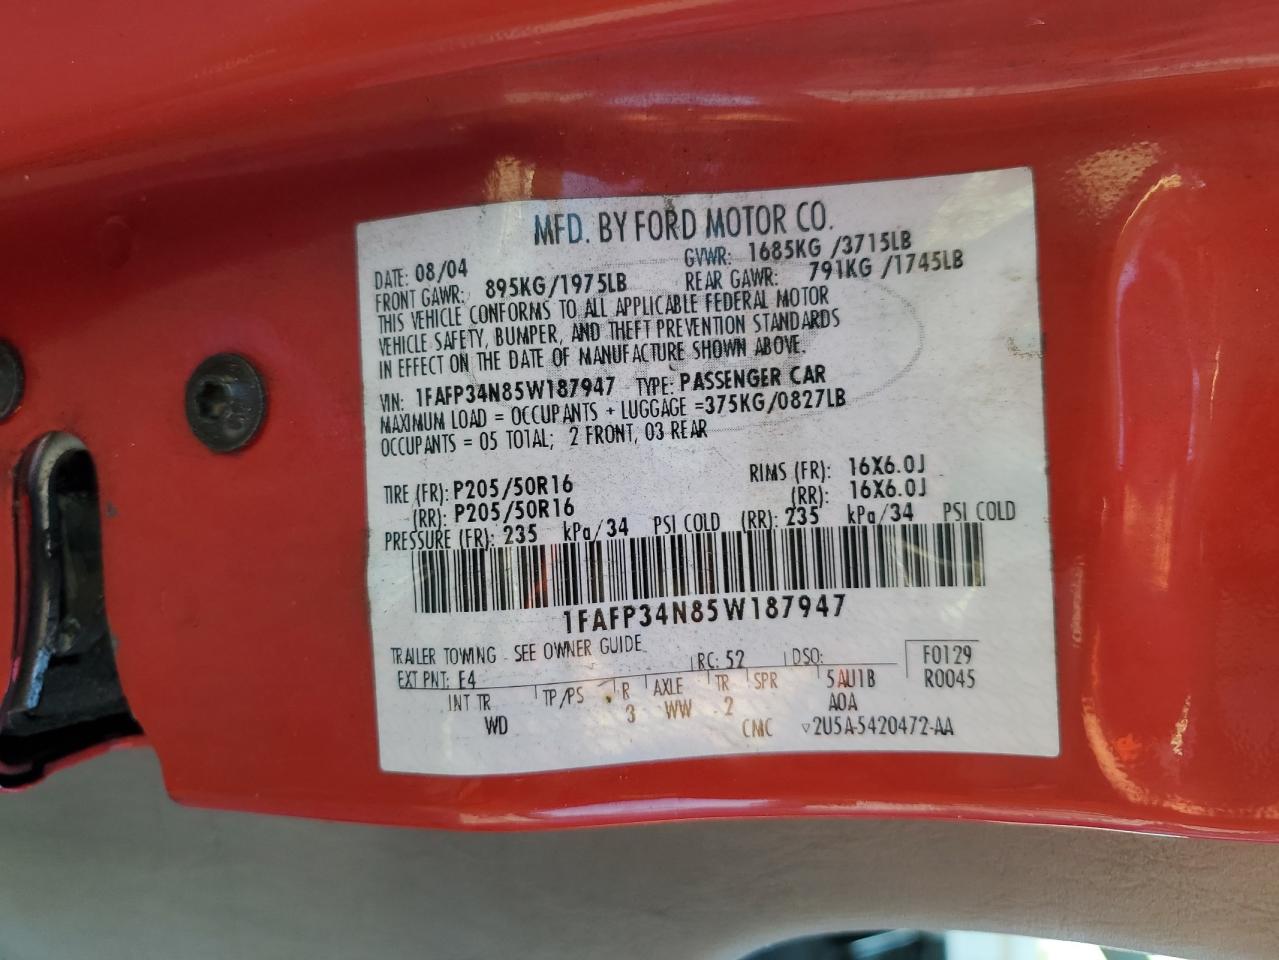 MFD. BY FORD MOTOR CO.
DATE: 08/04 GVWR: 1685KG /3715LB
FRONT GAWR: 895KG/1975LB REAR GAWR: 791KG /1745LB
THIS VEHICLE CONFORMS TO ALL APPLICABLE FEDERAL MOTOR
VEHICLE SAFETY, BUMPER, AND THEFT PREVENTION STANDARDS
IN EFFECT ON THE DATE OF MANUFACTURE SHOWN ABOVE.
VIN: 1FAFP34N85W187947 TYPE: PASSENGER CAR
MAXIMUM LOAD = OCCUPANTS + LUGGAGE =375KG/0827LB
OCCUPANTS = 05 TOTAL; 2 FRONT, 03 REAR
TIRE (FR): P205/50R16 RIMS (FR): 16X6.0J
(RR): P205/50R16 (RR): 16X6.0J
PRESSURE (FR): 235 kPa/34 PSI COLD (RR): 235 kPa/34 PSI COLD
1FAFP34N85W187947
TRAILER TOWING - SEE OWNER GUIDE F0129
EXT PNT: E4 RC: 52 DSO: R0045
INT TR TP/PS R AXLE TR SPR 5AU1B
WD 3 WW 2 AOA
CMC ▽2U5A-5420472-AA